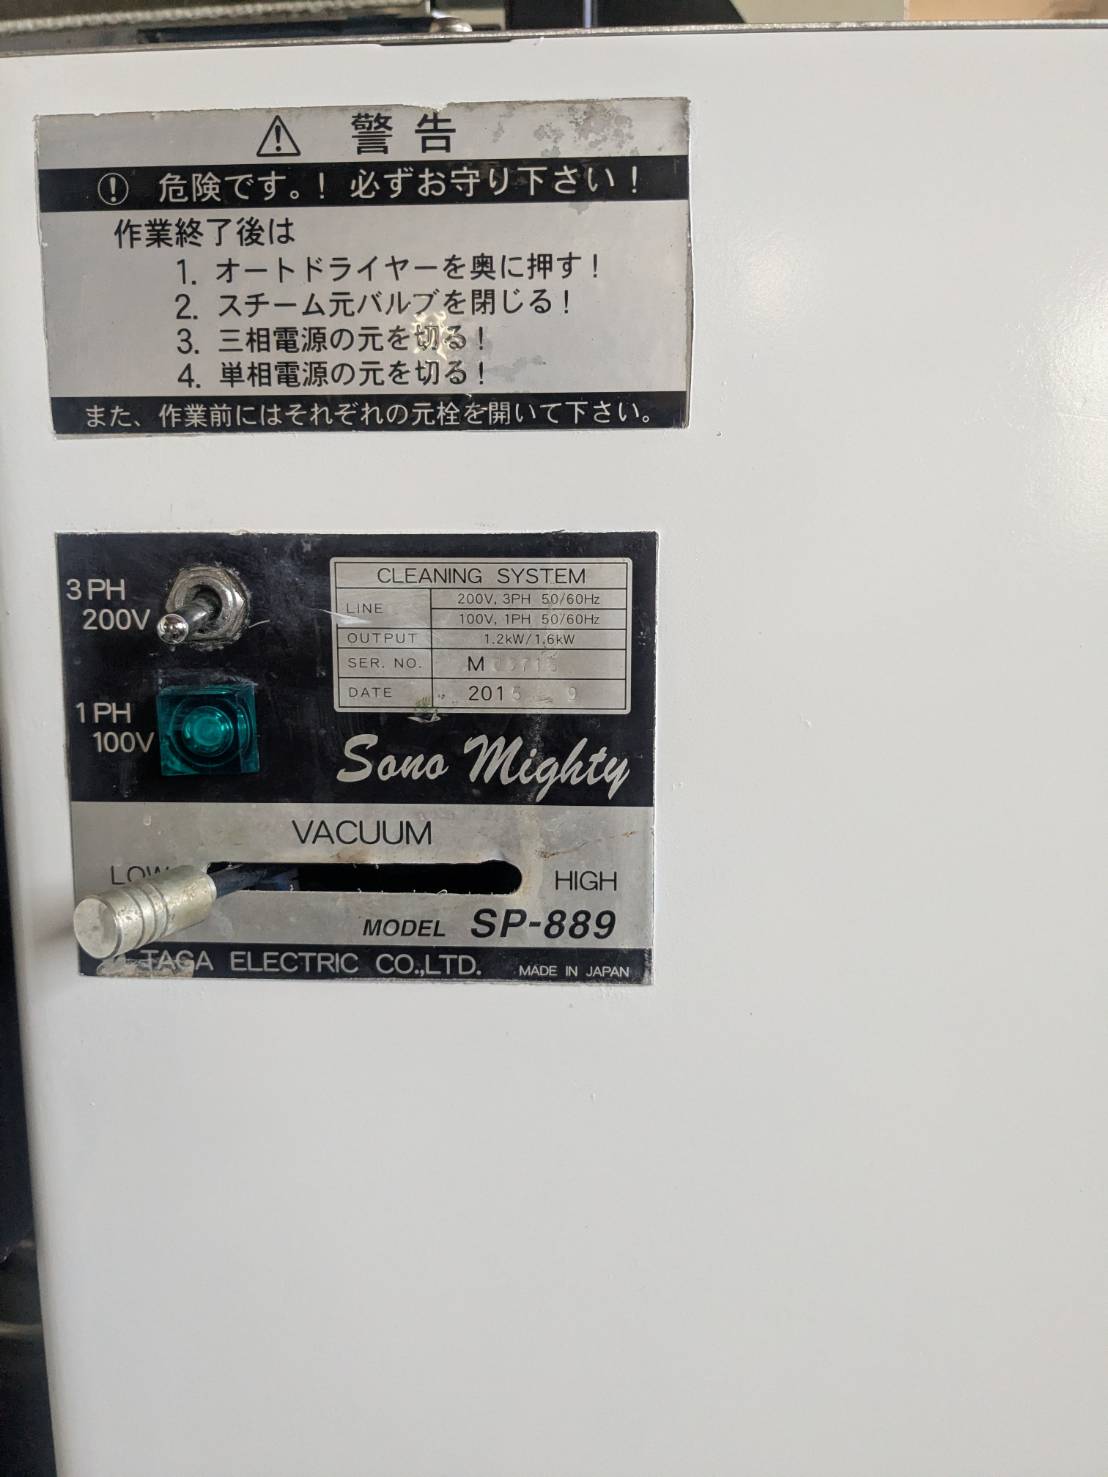 警告
危険です。! 必ずお守り下さい!
作業終了後は
1. オートドライヤーを奥に押す!
2. スチーム元バルブを閉じる!
3. 三相電源の元を切る!
4. 単相電源の元を切る!
また、作業前にはそれぞれの元栓を開いて下さい。
3PH
200V
1PH
100V
CLEANING SYSTEM
LINE 200V, 3PH 50/60Hz
100V, 1PH 50/60Hz
OUTPUT 1.2kW/1.6kW
SER. NO. M
DATE 2015 9
Sono Mighty
VACUUM
LOW HIGH
MODEL SP-889
TAGA ELECTRIC CO.,LTD. MADE IN JAPAN